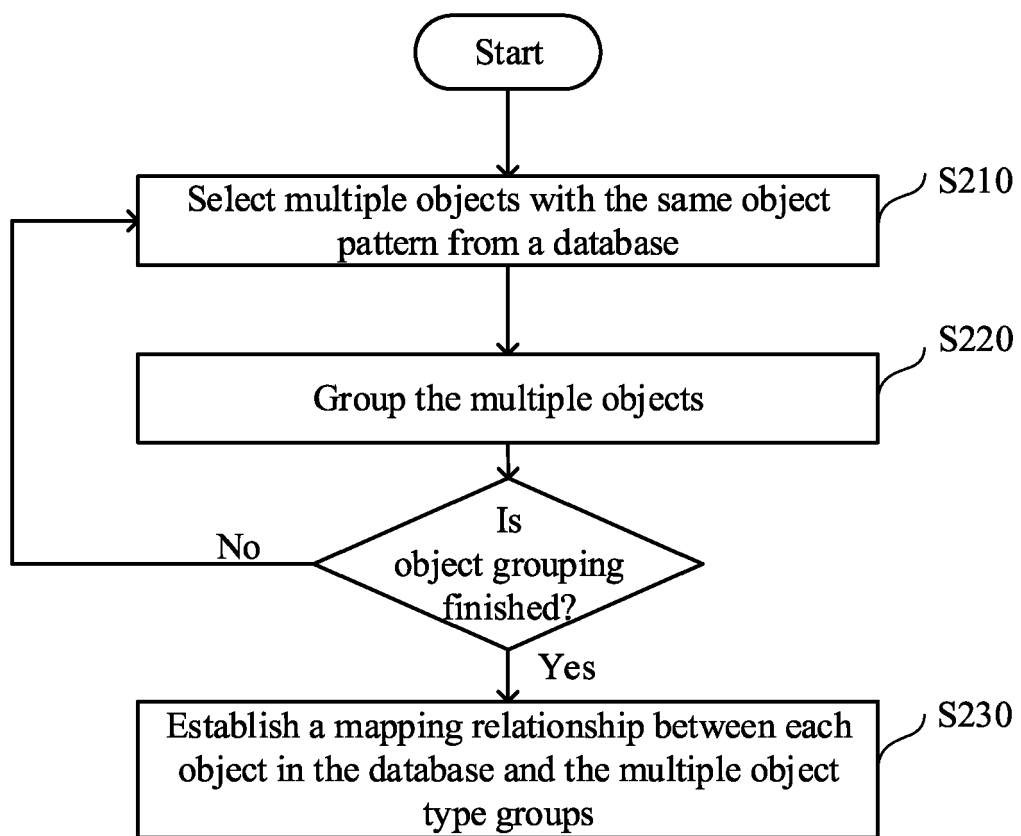 Start
Select multiple objects with the same object
pattern from a database
S210
Group the multiple objects
S220
Is
object grouping
finished?
No
Yes
Establish a mapping relationship between each
object in the database and the multiple object
type groups
S230